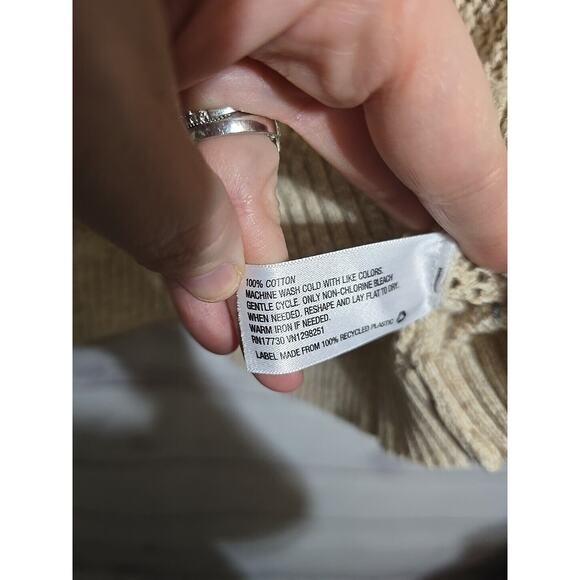 100% COTTON
MACHINE WASH COLD WITH LIKE COLORS.
GENTLE CYCLE. ONLY NON-CHLORINE BLEACH
WHEN NEEDED. RESHAPE AND LAY FLAT TO DRY.
WARM IRON IF NEEDED.
RN17730 VN1298251
LABEL MADE FROM 100% RECYCLED PLASTIC